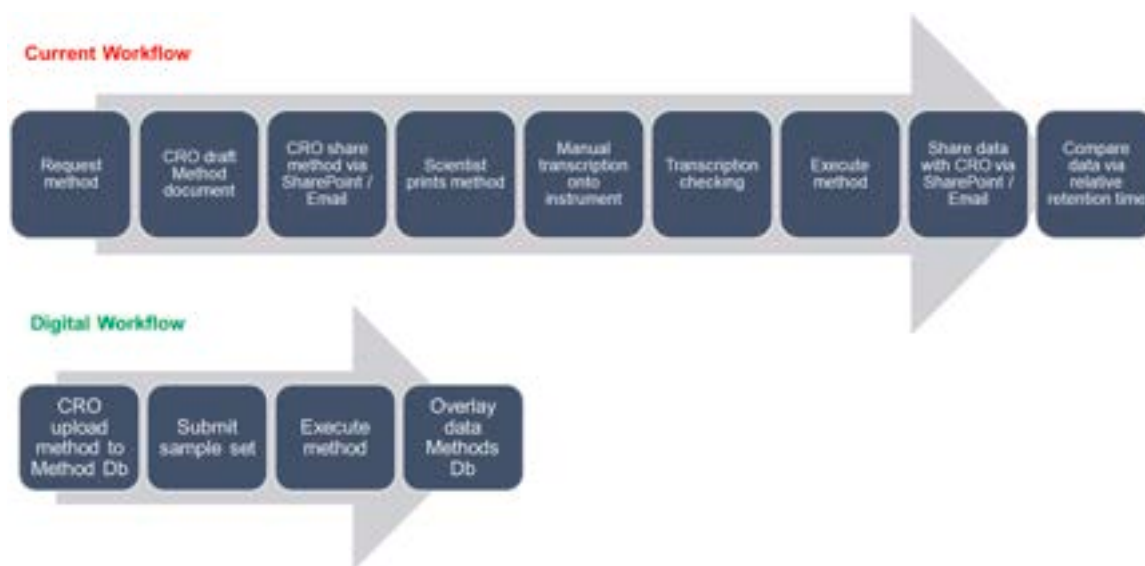 Current Workflow
Request
method
CRO draft
Method
document
CRO share
method via
SharePoint /
Email
Scientist
prints method
Manual
transcription
onto
instrument
Transcription
checking
Execute
method
Share data
with CRO via
SharePoint /
Email
Compare
data via
relative
retention time
Digital Workflow
CRO
upload
method to
Method Db
Submit
sample set
Execute
method
Overlay
data
Methods
Db